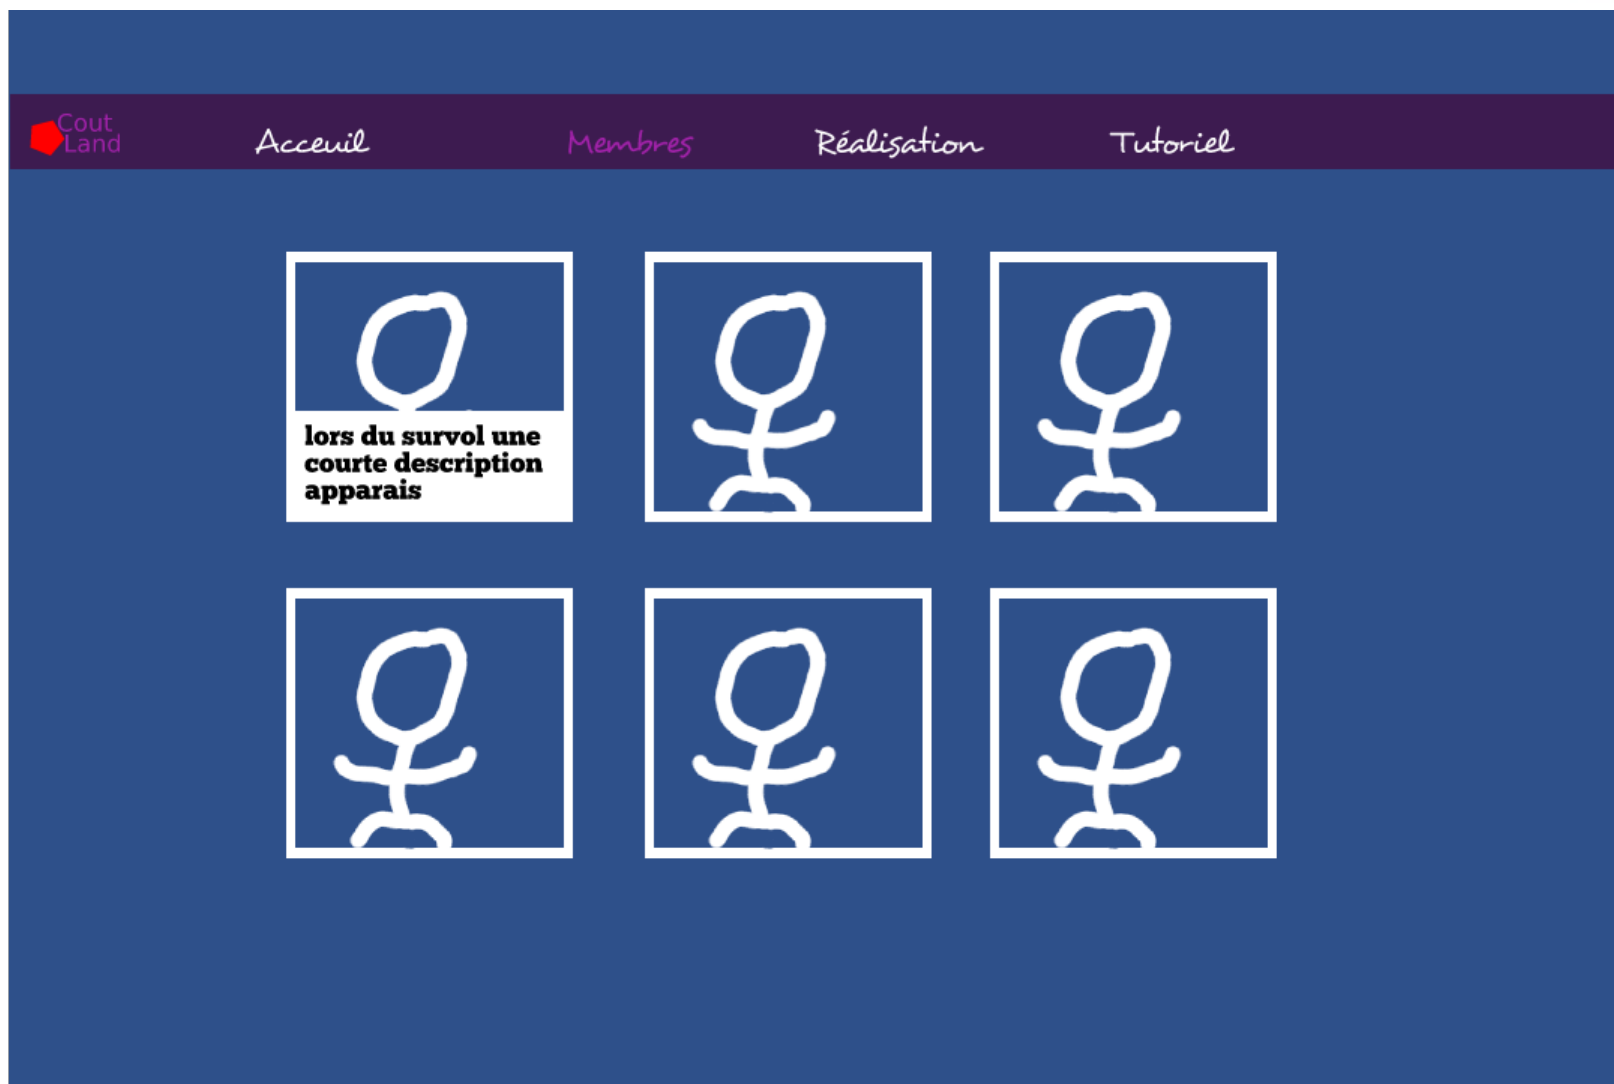 Cout
Land
Acceuil Membres Réalisation Tutoriel
lors du survol une
courte description
apparais